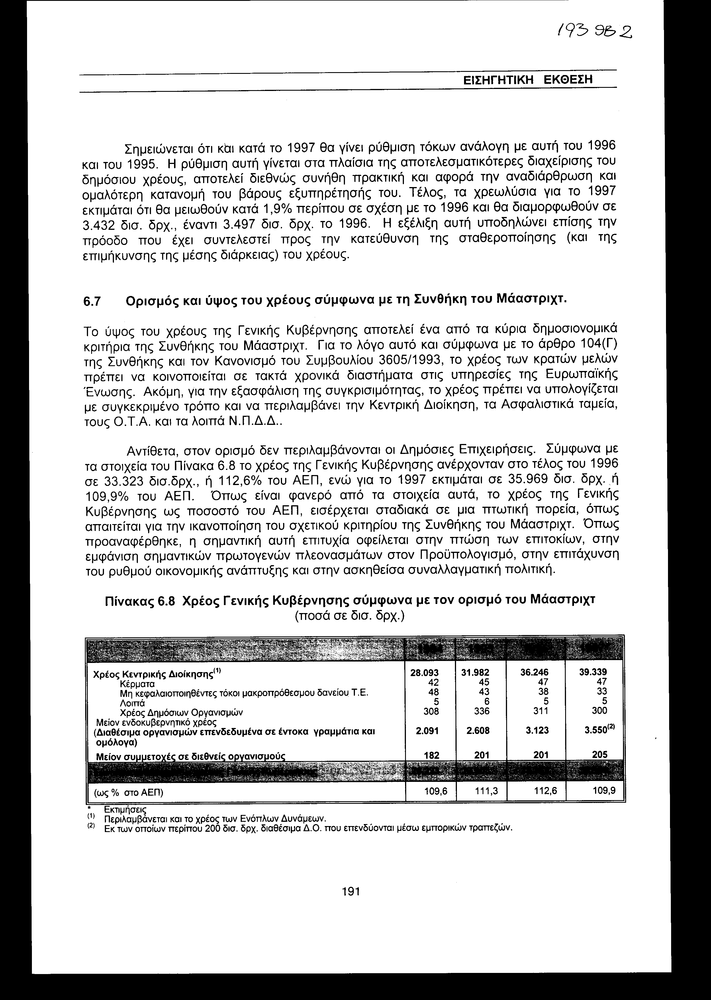 193 982
ΕΙΣΗΓΗΤΙΚΗ ΕΚΘΕΣΗ
Σημειώνεται ότι και κατά το 1997 θα γίνει ρύθμιση τόκων ανάλογη με αυτή του 1996
και του 1995. Η ρύθμιση αυτή γίνεται στα πλαίσια της αποτελεσματικότερες διαχείρισης του
δημόσιου χρέους, αποτελεί διεθνώς συνήθη πρακτική και αφορά την αναδιάρθρωση και
ομαλότερη κατανομή του βάρους εξυπηρέτησής του. Τέλος, τα χρεωλύσια για το 1997
εκτιμάται ότι θα μειωθούν κατά 1,9% περίπου σε σχέση με το 1996 και θα διαμορφωθούν σε
3.432 δισ. δρχ., έναντι 3.497 δισ. δρχ. το 1996. Η εξέλιξη αυτή υποδηλώνει επίσης την
πρόοδο που έχει συντελεστεί προς την κατεύθυνση της σταθεροποίησης (και της
επιμήκυνσης της μέσης διάρκειας) του χρέους.
6.7 Ορισμός και ύψος του χρέους σύμφωνα με τη Συνθήκη του Μάαστριχτ.
Το ύψος του χρέους της Γενικής Κυβέρνησης αποτελεί ένα από τα κύρια δημοσιονομικά
κριτήρια της Συνθήκης του Μάαστριχτ. Για το λόγο αυτό και σύμφωνα με το άρθρο 104(Γ)
της Συνθήκης και τον Κανονισμό του Συμβουλίου 3605/1993, το χρέος των κρατών μελών
πρέπει να κοινοποιείται σε τακτά χρονικά διαστήματα στις υπηρεσίες της Ευρωπαϊκής
Ένωσης. Ακόμη, για την εξασφάλιση της συγκρισιμότητας, το χρέος πρέπει να υπολογίζεται
με συγκεκριμένο τρόπο και να περιλαμβάνει την Κεντρική Διοίκηση, τα Ασφαλιστικά ταμεία,
τους Ο.Τ.Α. και τα λοιπά Ν.Π.Δ.Δ..
Αντίθετα, στον ορισμό δεν περιλαμβάνονται οι Δημόσιες Επιχειρήσεις. Σύμφωνα με
τα στοιχεία του Πίνακα 6.8 το χρέος της Γενικής Κυβέρνησης ανέρχονταν στο τέλος του 1996
σε 33.323 δισ.δρχ., ή 112,6% του ΑΕΠ, ενώ για το 1997 εκτιμάται σε 35.969 δισ. δρχ. ή
109,9% του ΑΕΠ. Όπως είναι φανερό από τα στοιχεία αυτά, το χρέος της Γενικής
Κυβέρνησης ως ποσοστό του ΑΕΠ, εισέρχεται σταδιακά σε μια πτωτική πορεία, όπως
απαιτείται για την ικανοποίηση του σχετικού κριτηρίου της Συνθήκης του Μάαστριχτ. Όπως
προαναφέρθηκε, η σημαντική αυτή επιτυχία οφείλεται στην πτώση των επιτοκίων, στην
εμφάνιση σημαντικών πρωτογενών πλεονασμάτων στον Προϋπολογισμό, στην επιτάχυνση
του ρυθμού οικονομικής ανάπτυξης και στην ασκηθείσα συναλλαγματική πολιτική.
Πίνακας 6.8 Χρέος Γενικής Κυβέρνησης σύμφωνα με τον ορισμό του Μάαστριχτ
(ποσά σε δισ. δρχ.)
Χρέος Κεντρικής Διοίκησης(1) 28.093 31.982 36.246 39.339
Κέρματα 42 45 47 47
Μη κεφαλαιοποιηθέντες τόκοι μακροπρόθεσμου δανείου Τ.Ε. 48 43 38 33
Λοιπά 5 6 5 5
Χρέος Δημόσιων Οργανισμών 308 336 311 300
Μείον ενδοκυβερνητικό χρέος
(Διαθέσιμα οργανισμών επενδεδυμένα σε έντοκα γραμμάτια και 2.091 2.608 3.123 3.550(2)
ομόλογα)
Μείον συμμετοχές σε διεθνείς οργανισμούς 182 201 201 205
(ως % στο ΑΕΠ) 109,6 111,3 112,6 109,9
* Εκτιμήσεις
(1) Περιλαμβάνεται και το χρέος των Ενόπλων Δυνάμεων.
(2) Εκ των οποίων περίπου 200 δισ. δρχ. διαθέσιμα Δ.Ο. που επενδύονται μέσω εμπορικών τραπεζών.
191